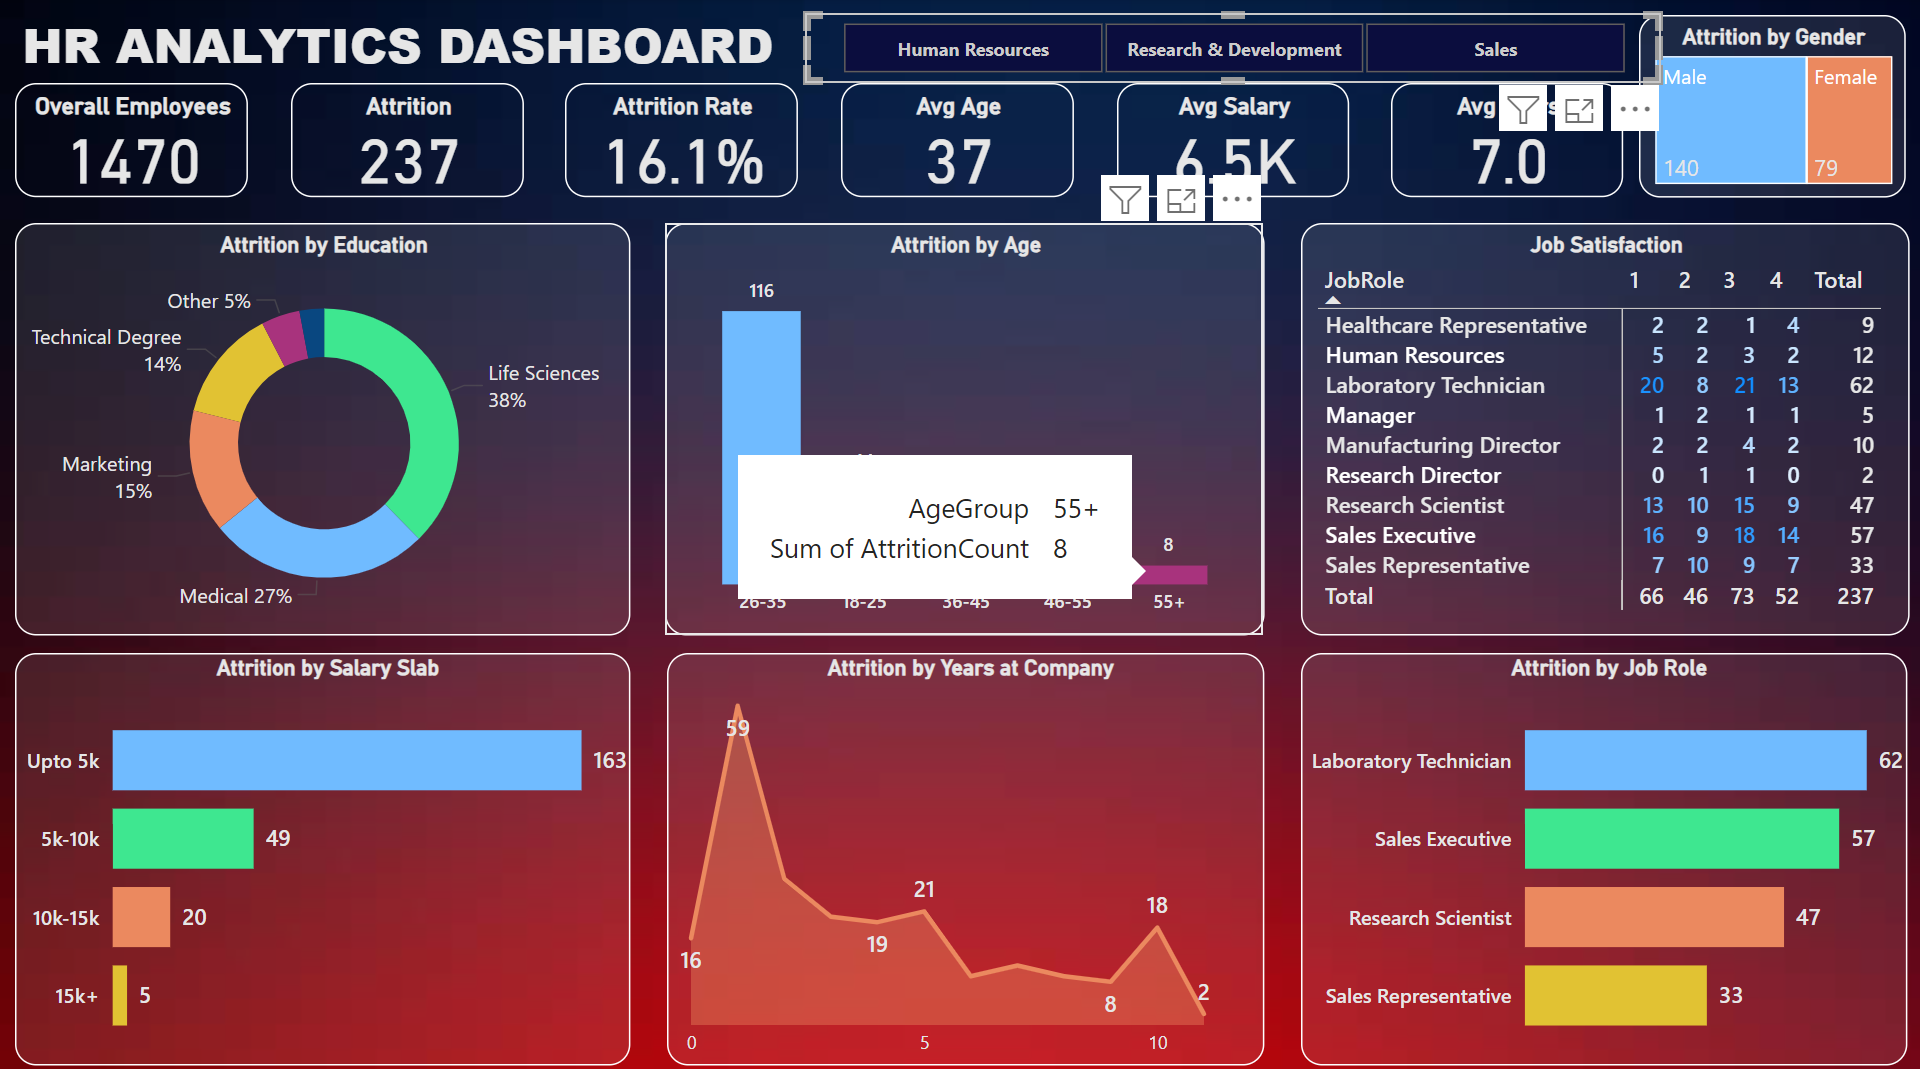 HR ANALYTICS DASHBOARD
Human Resources
Research & Development
Sales
Attrition by Gender
Male
Female
140
79
Overall Employees
1470
Attrition
237
Attrition Rate
16.1%
Avg Age
37
Avg Salary
6.5K
Avg
7.0
Attrition by Education
Other 5%
Technical Degree
14%
Life Sciences
38%
Marketing
15%
Medical 27%
Attrition by Age
116
AgeGroup 55+
Sum of AttritionCount 8
8
26-35 18-25 36-45 46-55 55+
Job Satisfaction
JobRole 1 2 3 4 Total
Healthcare Representative 2 2 1 4 9
Human Resources 5 2 3 2 12
Laboratory Technician 20 8 21 13 62
Manager 1 2 1 1 5
Manufacturing Director 2 2 4 2 10
Research Director 0 1 1 0 2
Research Scientist 13 10 15 9 47
Sales Executive 16 9 18 14 57
Sales Representative 7 10 9 7 33
Total 66 46 73 52 237
Attrition by Salary Slab
Upto 5k 163
5k-10k 49
10k-15k 20
15k+ 5
Attrition by Years at Company
59
21
18
19
16
2
8
0 5 10
Attrition by Job Role
Laboratory Technician 62
Sales Executive 57
Research Scientist 47
Sales Representative 33